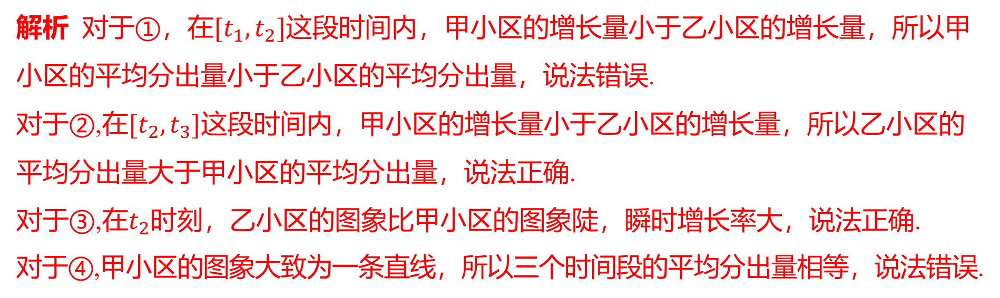 解析 对于①，在[t₁, t₂]这段时间内，甲小区的增长量小于乙小区的增长量，所以甲
小区的平均分出量小于乙小区的平均分出量，说法错误.
对于②,在[t₂, t₃]这段时间内，甲小区的增长量小于乙小区的增长量，所以乙小区的
平均分出量大于甲小区的平均分出量，说法正确.
对于③,在t₂时刻，乙小区的图象比甲小区的图象陡，瞬时增长率大，说法正确.
对于④,甲小区的图象大致为一条直线，所以三个时间段的平均分出量相等，说法错误.